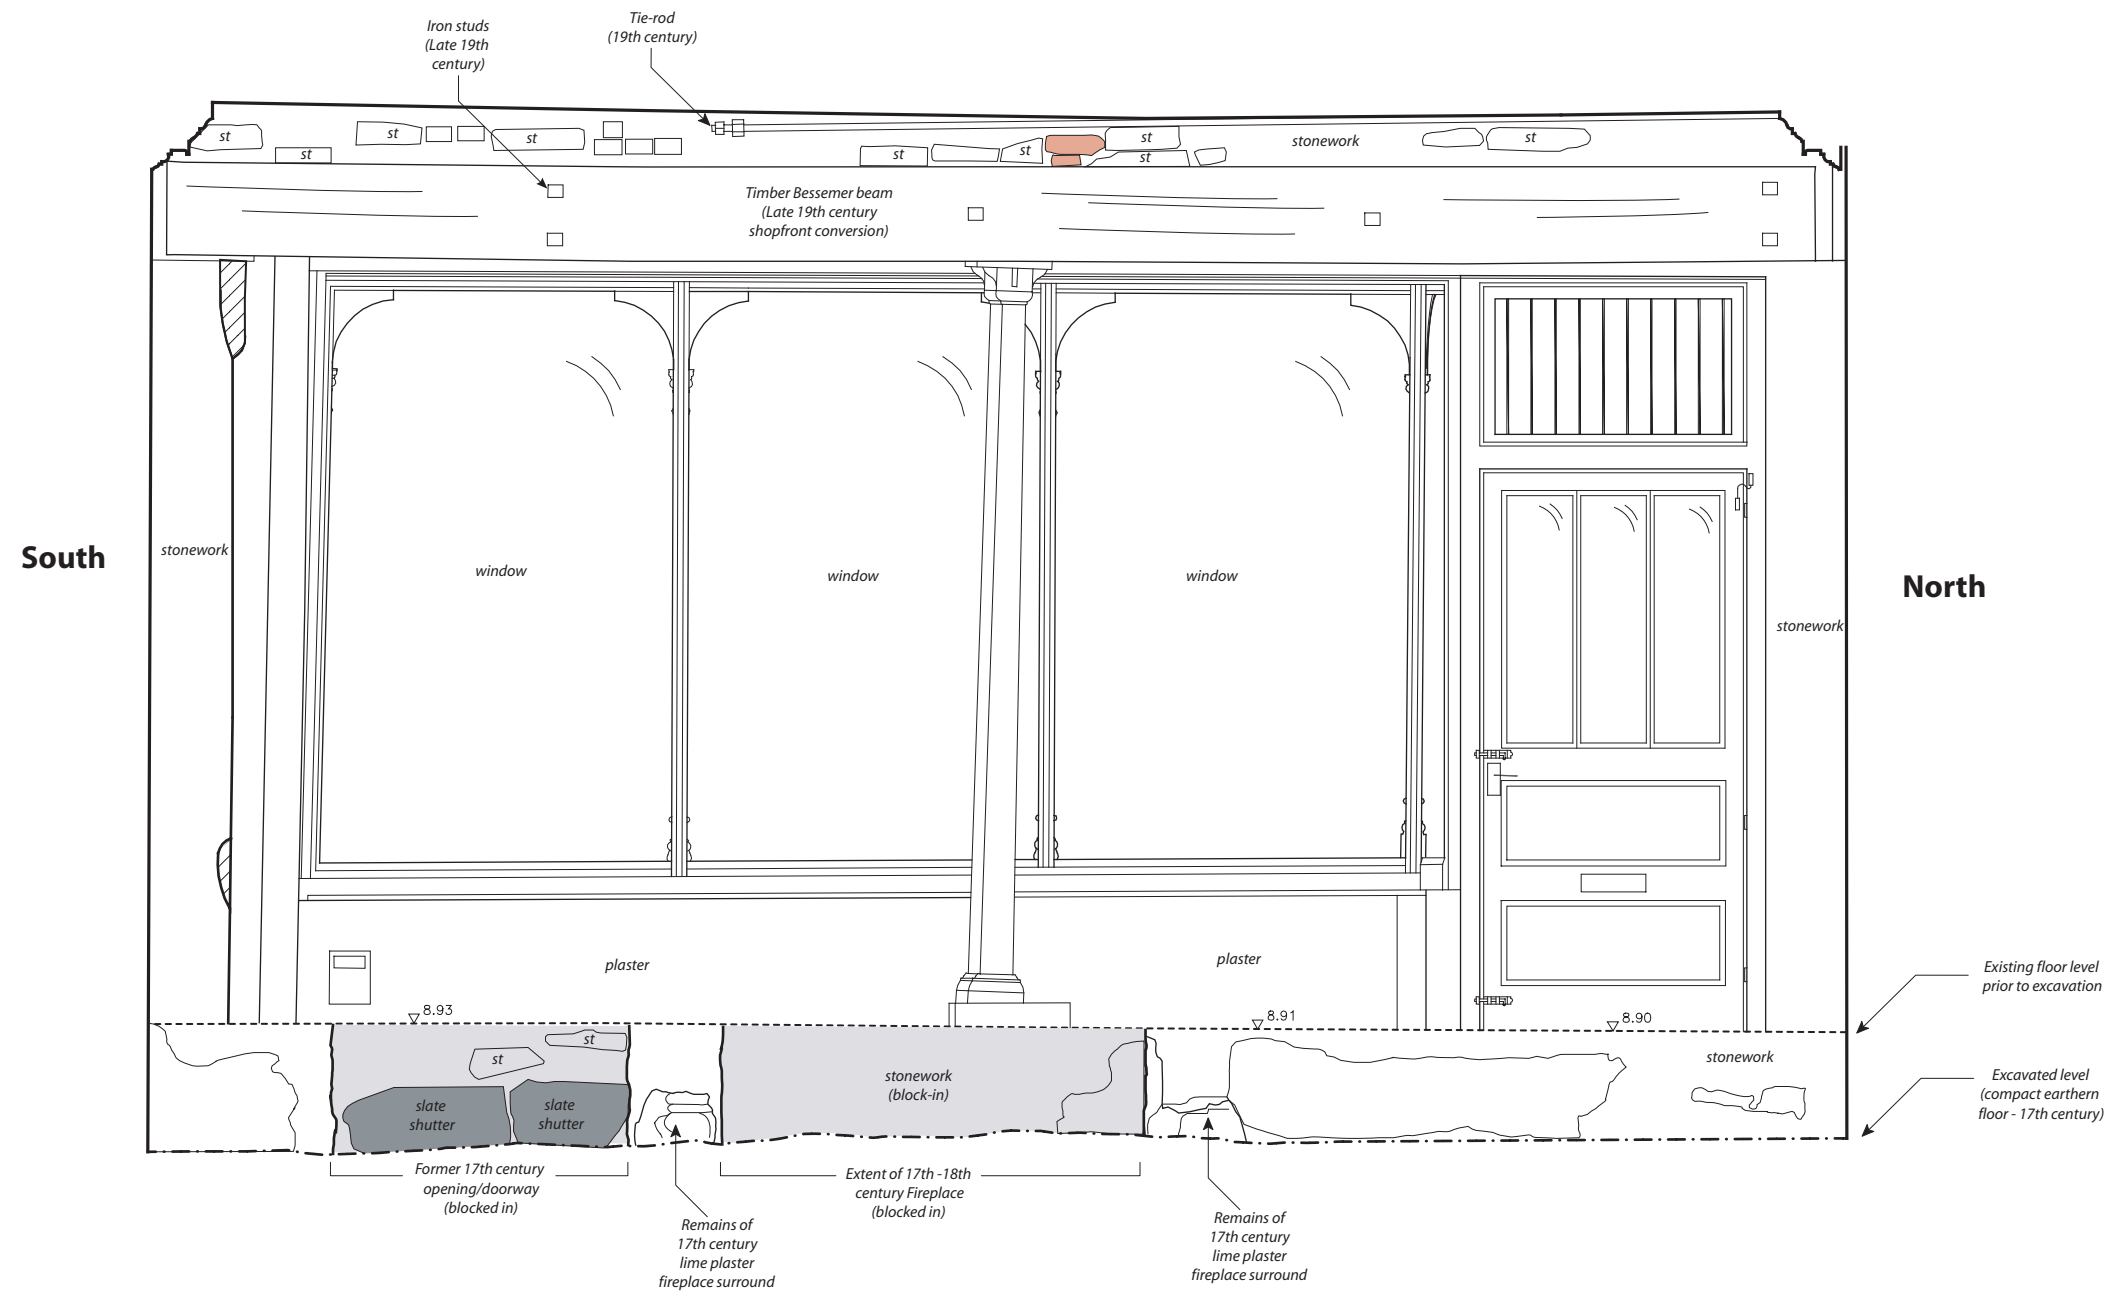 Iron studs
(Late 19th
century)
Tie-rod
(19th century)
st
st
st
st
st
st
st
st
stonework
st
Timber Bessemer beam
(Late 19th century
shopfront conversion)
South
stonework
window
window
window
North
stonework
plaster
plaster
8.93
8.91
8.90
Existing floor level
prior to excavation
st
st
slate
shutter
slate
shutter
stonework
(block-in)
stonework
Excavated level
(compact earthern
floor - 17th century)
Former 17th century
opening/doorway
(blocked in)
Extent of 17th -18th
century Fireplace
(blocked in)
Remains of
17th century
lime plaster
fireplace surround
Remains of
17th century
lime plaster
fireplace surround